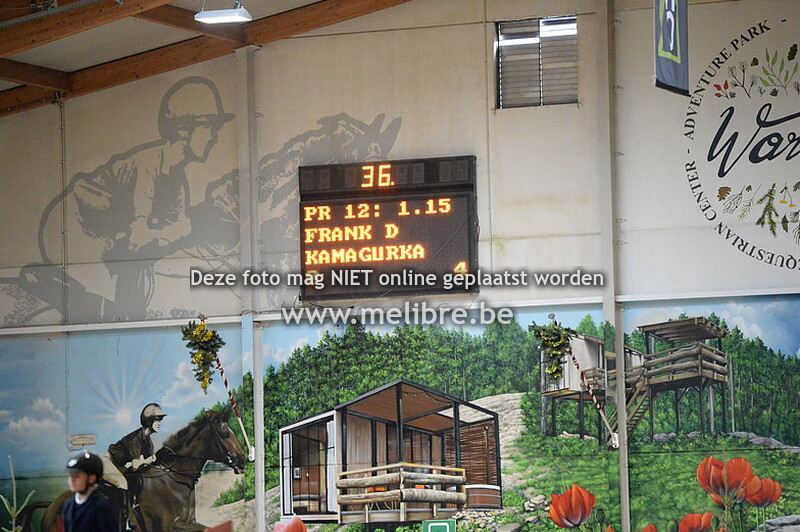 36.
PR 12: 1.15
FRANK D
KAMAGURKA
4
Deze foto mag NIET online geplaatst worden
www.melibre.be
EQUESTRIAN CENTER - ADVENTURE PARK -
War